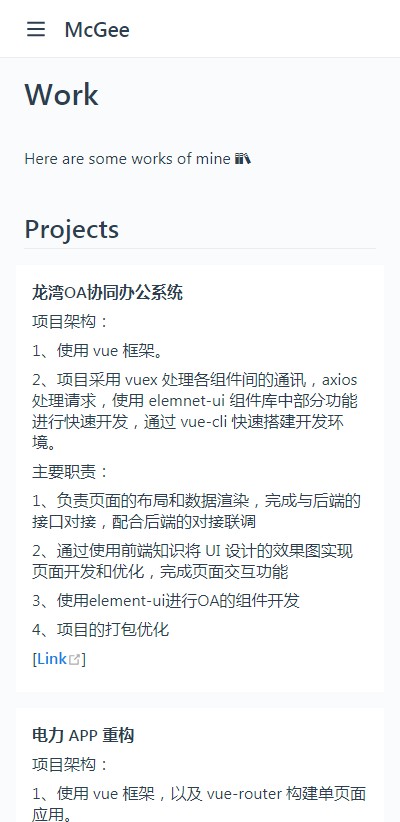 McGee
Work
Here are some works of mine
Projects
龙湾OA协同办公系统
项目架构：
1、使用 vue 框架。
2、项目采用 vuex 处理各组件间的通讯，axios
处理请求，使用 elemnet-ui 组件库中部分功能
进行快速开发，通过 vue-cli 快速搭建开发环
境。
主要职责：
1、负责页面的布局和数据渲染，完成与后端的
接口对接，配合后端的对接联调
2、通过使用前端知识将 UI 设计的效果图实现
页面开发和优化，完成页面交互功能
3、使用element-ui进行OA的组件开发
4、项目的打包优化
[Link]
电力 APP 重构
项目架构：
1、使用 vue 框架，以及 vue-router 构建单页面
应用。